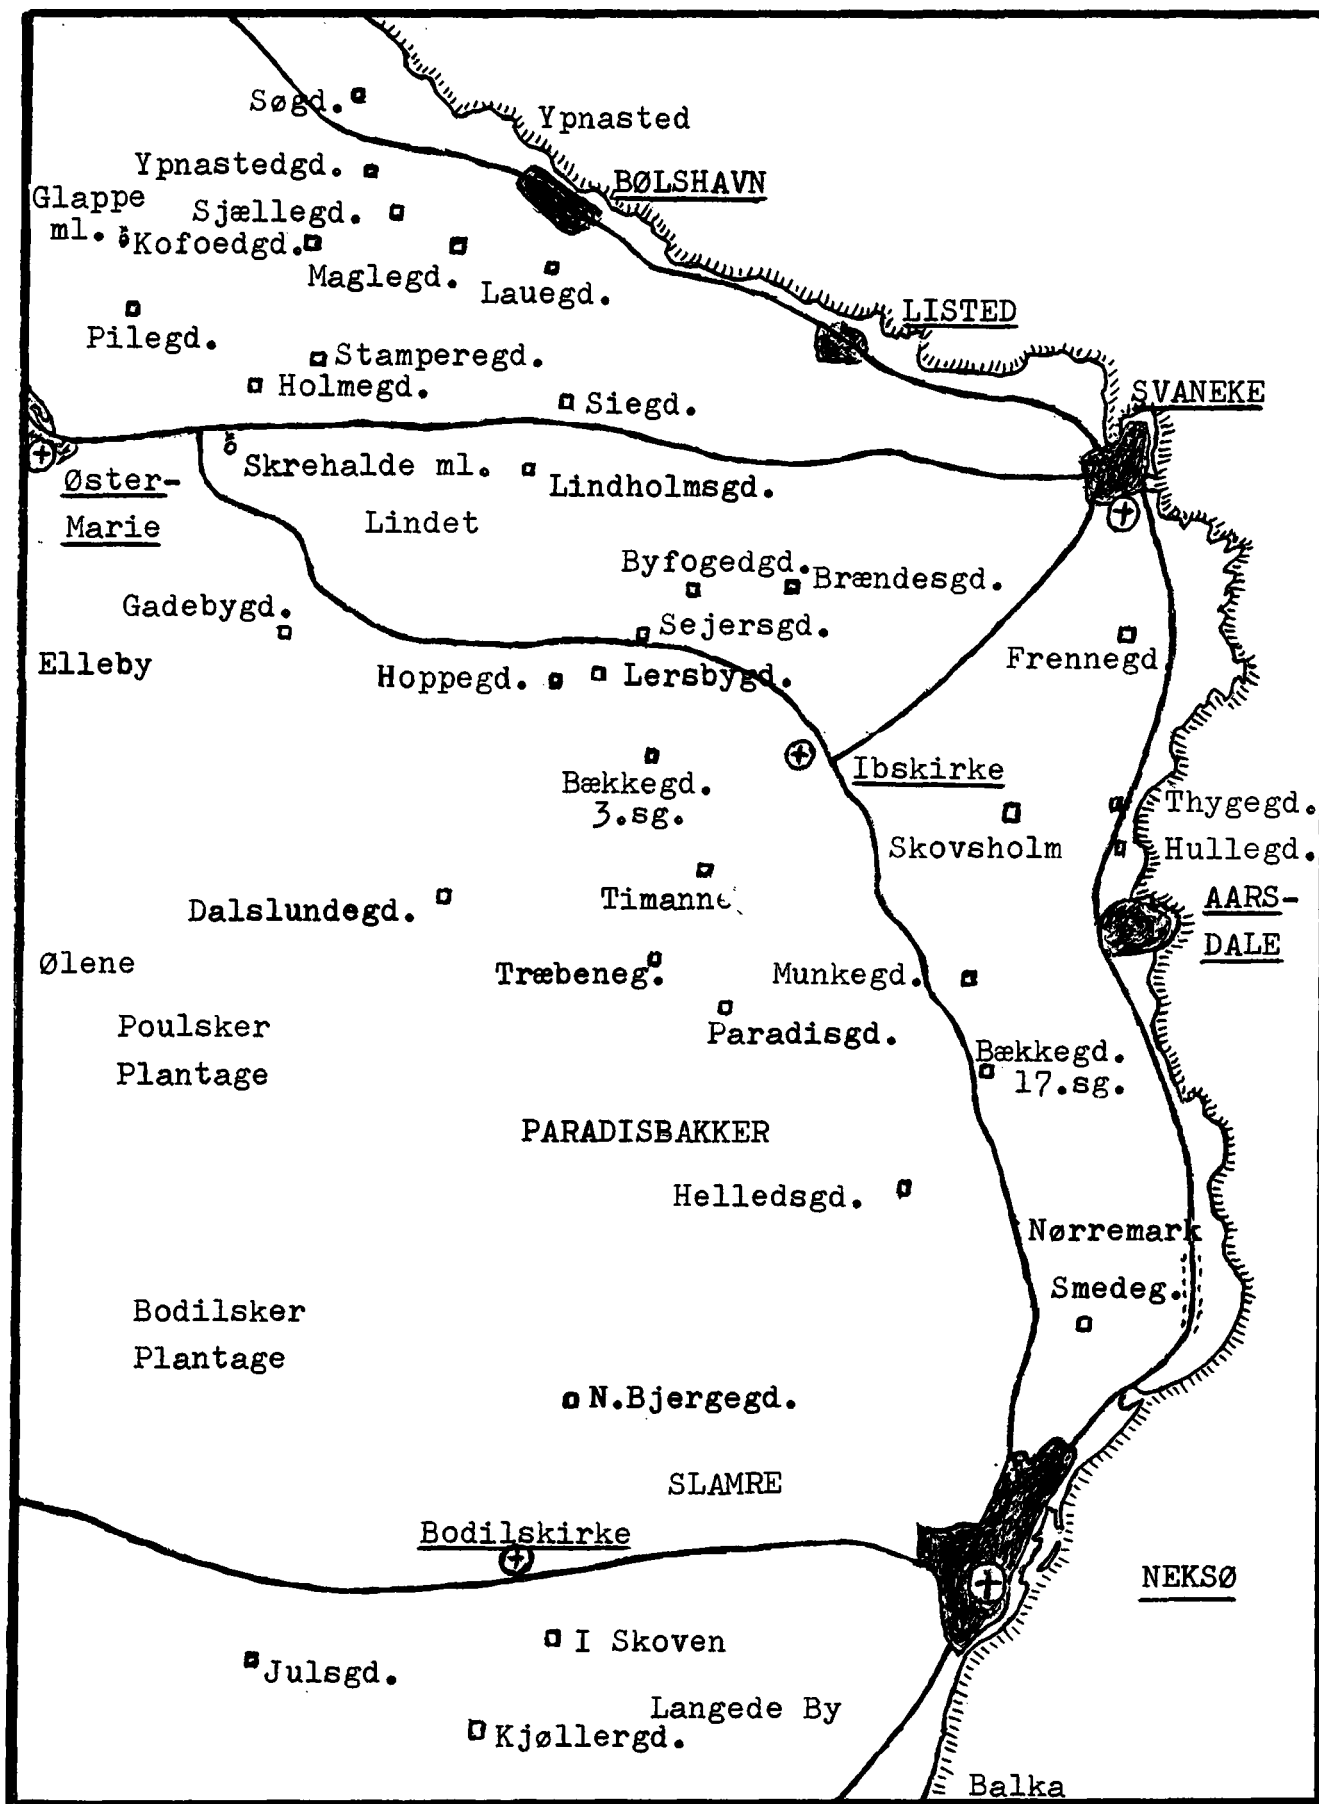 Søgd.
Ypnasted
Ypnastedgd.
BØLSHAVN
Glappe
ml.
Sjællegd.
Kofoedgd.
Maglegd.
Lauegd.
LISTED
Pilegd.
Stamperegd.
Holmegd.
Siegd.
SVANEKE
Skrehalde ml.
Lindholmsgd.
Øster-
Marie
Lindet
Byfogedgd.
Brændesgd.
Gadebygd.
Sejersgd.
Frennegd
Elleby
Hoppegd.
Lersbygd.
Bækkegd.
3.sg.
Ibskirke
Thygegd.
Skovsholm
Hullegd.
Dalslundegd.
Timanne
AARS-
DALE
Ølene
Træbeneg.
Munkegd.
Poulsker
Plantage
Paradisgd.
Bækkegd.
17.sg.
PARADISBAKKER
Helledsgd.
Nørremark
Smedeg.
Bodilsker
Plantage
N.Bjergegd.
SLAMRE
Bodilskirke
NEKSØ
I Skoven
Julsgd.
Langede By
Kjøllergd.
Balka